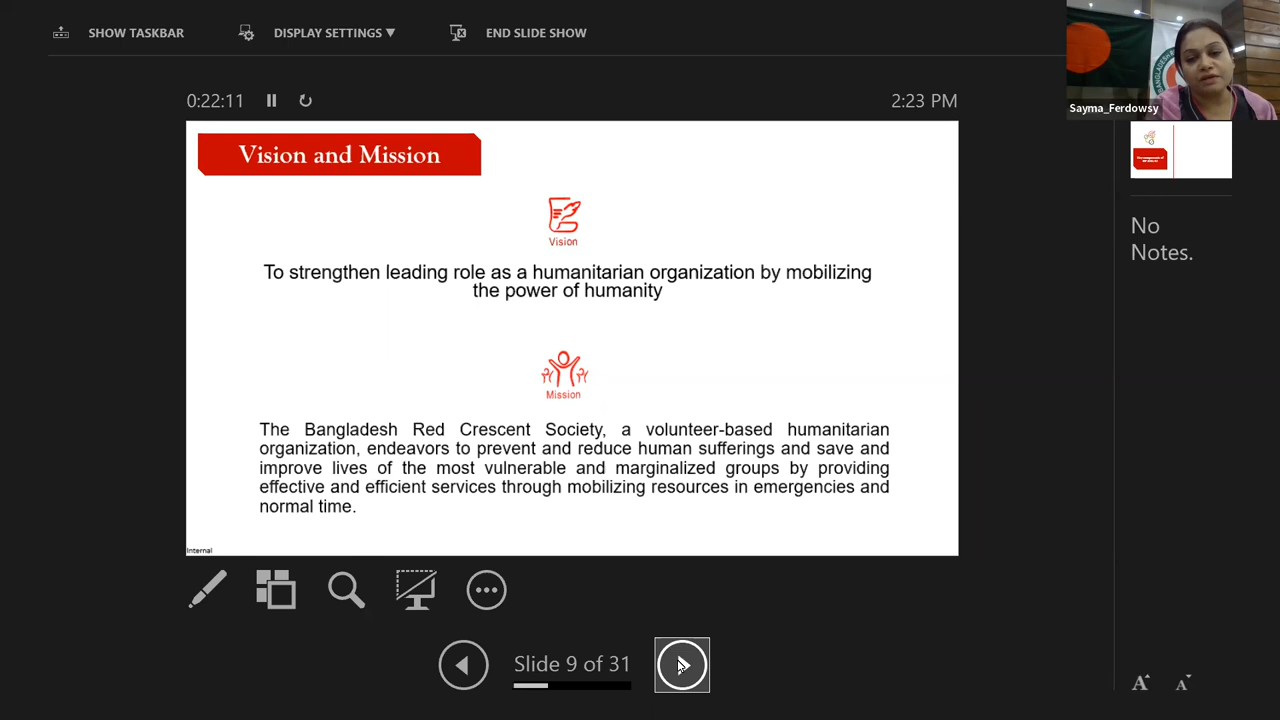 SHOW TASKBAR
DISPLAY SETTINGS ▼
END SLIDE SHOW
Sayma_Ferdowsy
0:22:11
2:23 PM
Vision and Mission
Vision
To strengthen leading role as a humanitarian organization by mobilizing
the power of humanity
Mission
The Bangladesh Red Crescent Society, a volunteer-based humanitarian
organization, endeavors to prevent and reduce human sufferings and save and
improve lives of the most vulnerable and marginalized groups by providing
effective and efficient services through mobilizing resources in emergencies and
normal time.
Internal
No
Notes.
Slide 9 of 31
A A